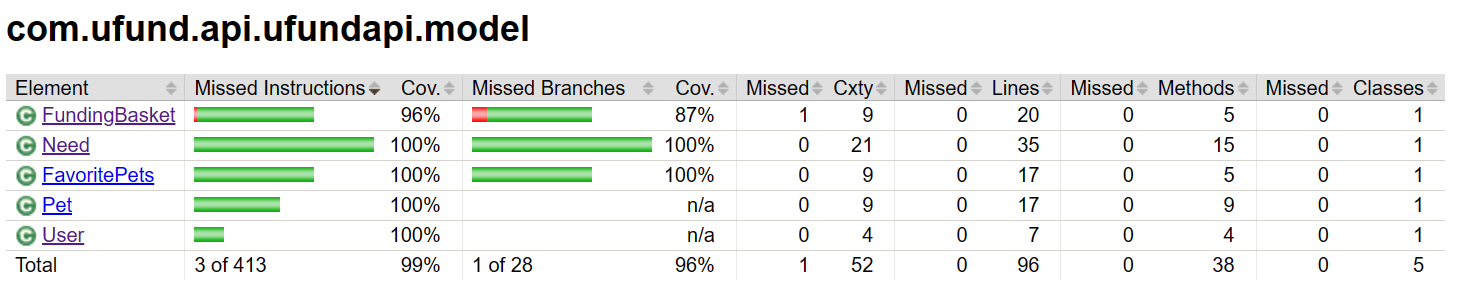 com.ufund.api.ufundapi.model
Element Missed Instructions Cov. Missed Branches Cov. Missed Cxty Missed Lines Missed Methods Missed Classes
C FundingBasket 96% 87% 1 9 0 20 0 5 0 1
C Need 100% 100% 0 21 0 35 0 15 0 1
C FavoritePets 100% 100% 0 9 0 17 0 5 0 1
C Pet 100% n/a 0 9 0 17 0 9 0 1
C User 100% n/a 0 4 0 7 0 4 0 1
Total 3 of 413 99% 1 of 28 96% 1 52 0 96 0 38 0 5